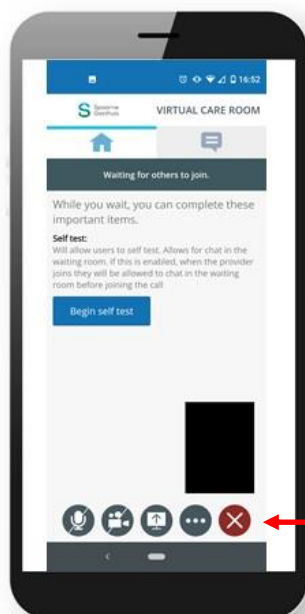 16:52
Spaarne
Gasthuis
VIRTUAL CARE ROOM
Waiting for others to join.
While you wait, you can complete these
important items.
Self test:
Will allow users to self test. Allows for chat in the
waiting room. if this is enabled, when the provider
joins they will be allowed to chat in the waiting
room before joining the call
Begin self test